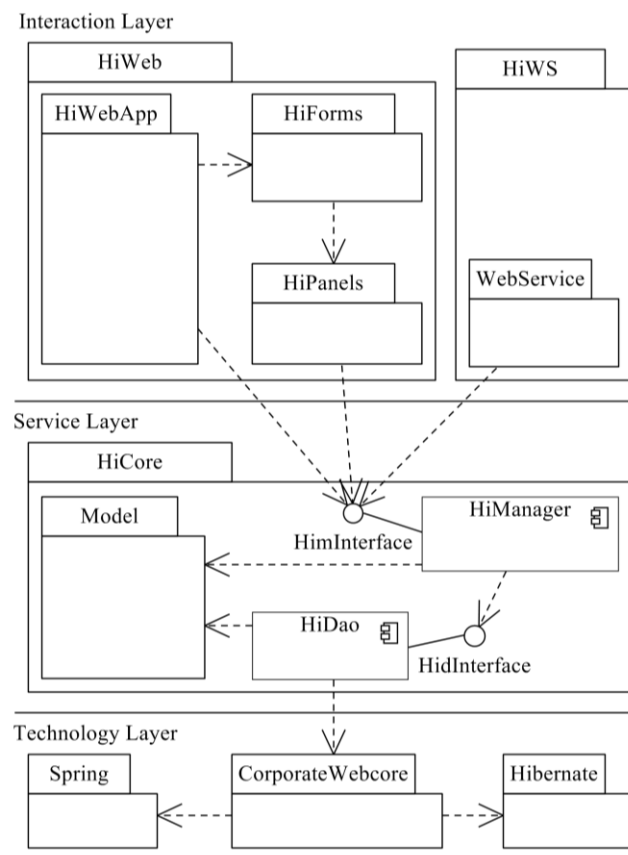 Interaction Layer
HiWeb
HiWS
HiWebApp
HiForms
HiPanels
WebService
Service Layer
HiCore
Model
HiManager
HimInterface
HiDao
HidInterface
Technology Layer
Spring
CorporateWebcore
Hibernate